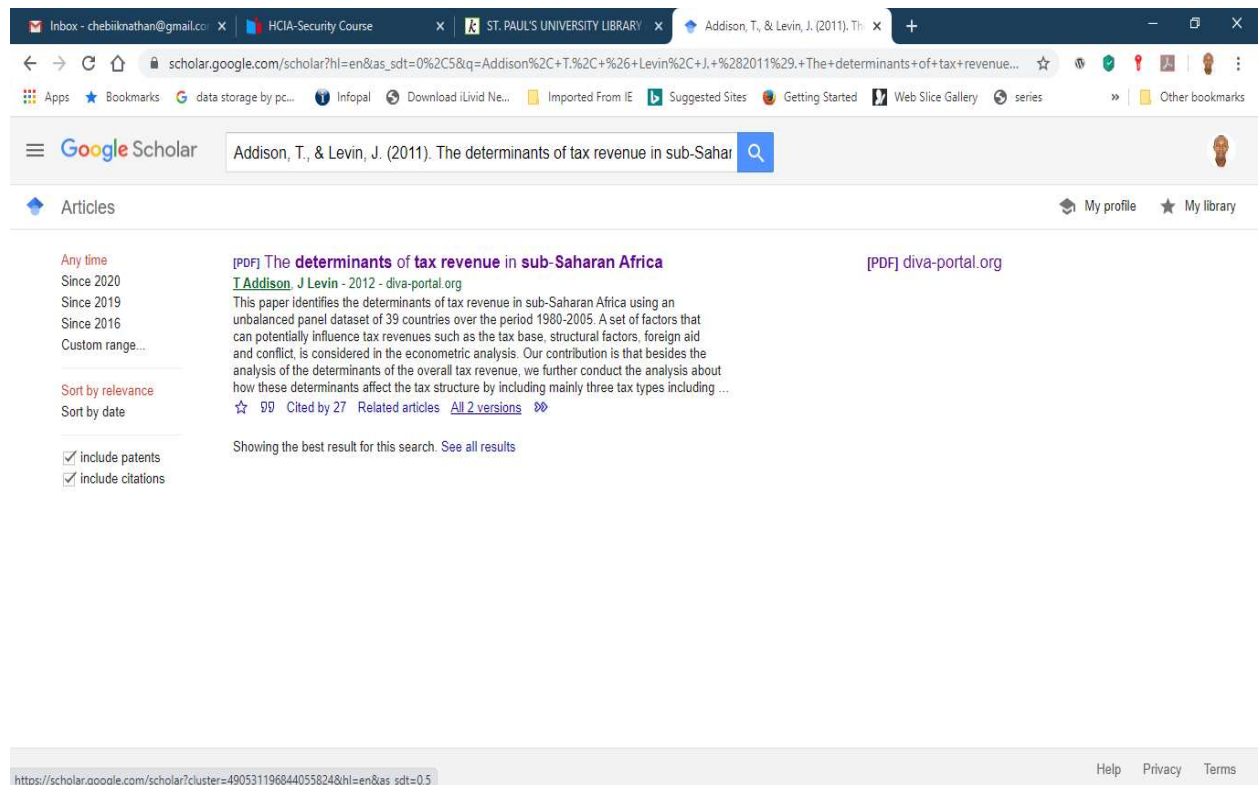 Inbox - chebiiknathan@gmail.co
HCIA-Security Course
ST. PAUL'S UNIVERSITY LIBRARY
Addison, T., & Levin, J. (2011). Th
scholar.google.com/scholar?hl=en&as_sdt=0%2C5&q=Addison%2C+T.%2C+%26+Levin%2C+J.+%282011%29.+The+determinants+of+tax+revenue...
Apps Bookmarks data storage by pc... Infopal Download iLivid Ne... Imported From IE Suggested Sites Getting Started Web Slice Gallery series » Other bookmarks
Google Scholar
Addison, T., & Levin, J. (2011). The determinants of tax revenue in sub-Sahar
Articles
My profile My library
Any time
Since 2020
Since 2019
Since 2016
Custom range...
Sort by relevance
Sort by date
include patents
include citations
[PDF] The determinants of tax revenue in sub-Saharan Africa
T Addison, J Levin - 2012 - diva-portal.org
This paper identifies the determinants of tax revenue in sub-Saharan Africa using an
unbalanced panel dataset of 39 countries over the period 1980-2005. A set of factors that
can potentially influence tax revenues such as the tax base, structural factors, foreign aid
and conflict, is considered in the econometric analysis. Our contribution is that besides the
analysis of the determinants of the overall tax revenue, we further conduct the analysis about
how these determinants affect the tax structure by including mainly three tax types including ...
Cited by 27 Related articles All 2 versions
Showing the best result for this search. See all results
[PDF] diva-portal.org
https://scholar.google.com/scholar?cluster=490531196844055824&hl=en&as_sdt=0,5
Help Privacy Terms